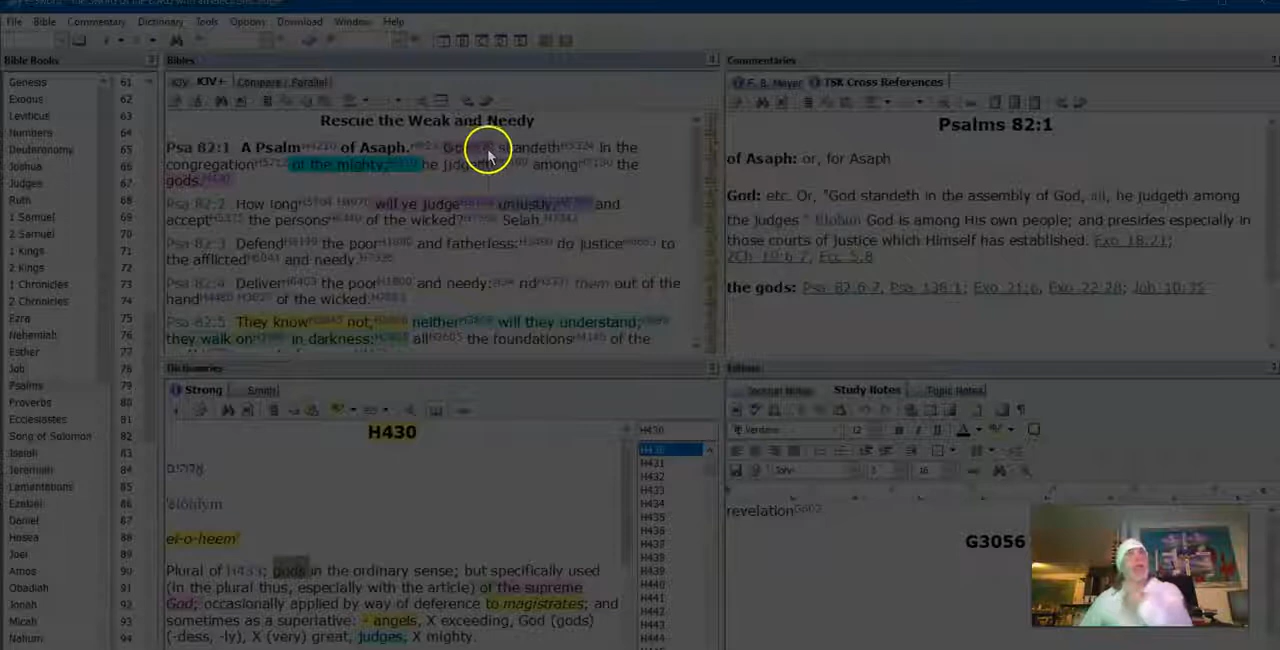 File Bible Commentary Dictionary Tools Options Download Window Help
Bible Books
Genesis
Exodus
Leviticus
Numbers
Deuteronomy
Joshua
Judges
Ruth
1 Samuel
2 Samuel
1 Kings
2 Kings
1 Chronicles
2 Chronicles
Ezra
Nehemiah
Esther
Job
Psalms
Proverbs
Ecclesiastes
Song of Solomon
Isaiah
Jeremiah
Lamentations
Ezekiel
Daniel
Hosea
Joel
Amos
Obadiah
Jonah
Micah
Nahum
61
62
63
64
65
66
67
68
69
70
71
72
73
74
75
76
77
78
79
80
81
82
83
84
85
86
87
88
89
90
91
92
93
94
Bibles
KJV KJV+ Compare Parallel
Rescue the Weak and Needy
Psa 82:1 A Psalm of Asaph. standeth in the
congregation of the mighty; he judgeth among the
gods.
Psa 82:2 How long will ye judge unjustly, and
accept the persons of the wicked? Selah.
Psa 82:3 Defend the poor and fatherless: do justice to
the afflicted and needy.
Psa 82:4 Deliver the poor and needy: them out of the
hand of the wicked.
Psa 82:5 They know not, neither will they understand;
they walk on in darkness: all the foundations of the
Commentaries
F. B. Meyer TSK Cross References
Psalms 82:1
of Asaph: or, for Asaph
God: etc. Or, "God standeth in the assembly of God, he judgeth among
the judges." Elohim God is among His own people; and presides especially in
those courts of justice which Himself has established. Exo 18:21;
the gods: Psa 82:6-7, Psa 138:1; Exo 21:6, Exo 22:28;
Dictionaries
Strong Smith
H430
אלהים
'ĕlôhîym
el-o-heem'
Plural of H433; gods in the ordinary sense; but specifically used
(in the plural thus, especially with the article) of the supreme
God; occasionally applied by way of deference to magistrates; and
sometimes as a superlative: - angels, X exceeding, God (gods)
(-dess, -ly), X (very) great, judges, X mighty.
H430
H430
H431
H432
H433
H434
H435
H436
H437
H438
H439
H440
H441
H442
H443
H444
Editors
Journal Notes Study Notes Topic Notes
Verdana 12
John 1 16
revelation
G3056